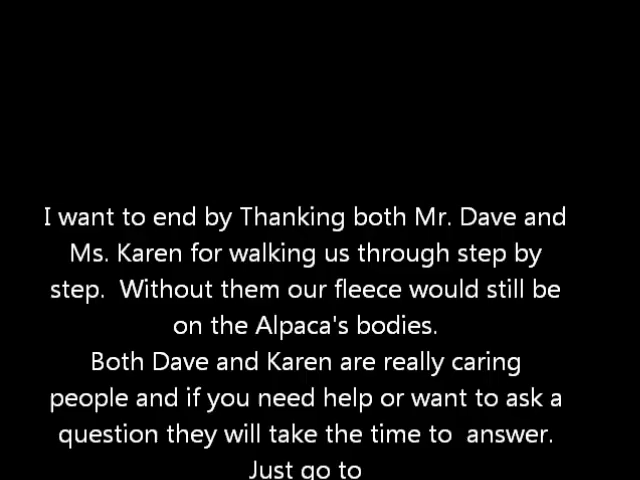 I want to end by Thanking both Mr. Dave and
Ms. Karen for walking us through step by
step.  Without them our fleece would still be
on the Alpaca's bodies.
Both Dave and Karen are really caring
people and if you need help or want to ask a
question they will take the time to  answer.
Just go to